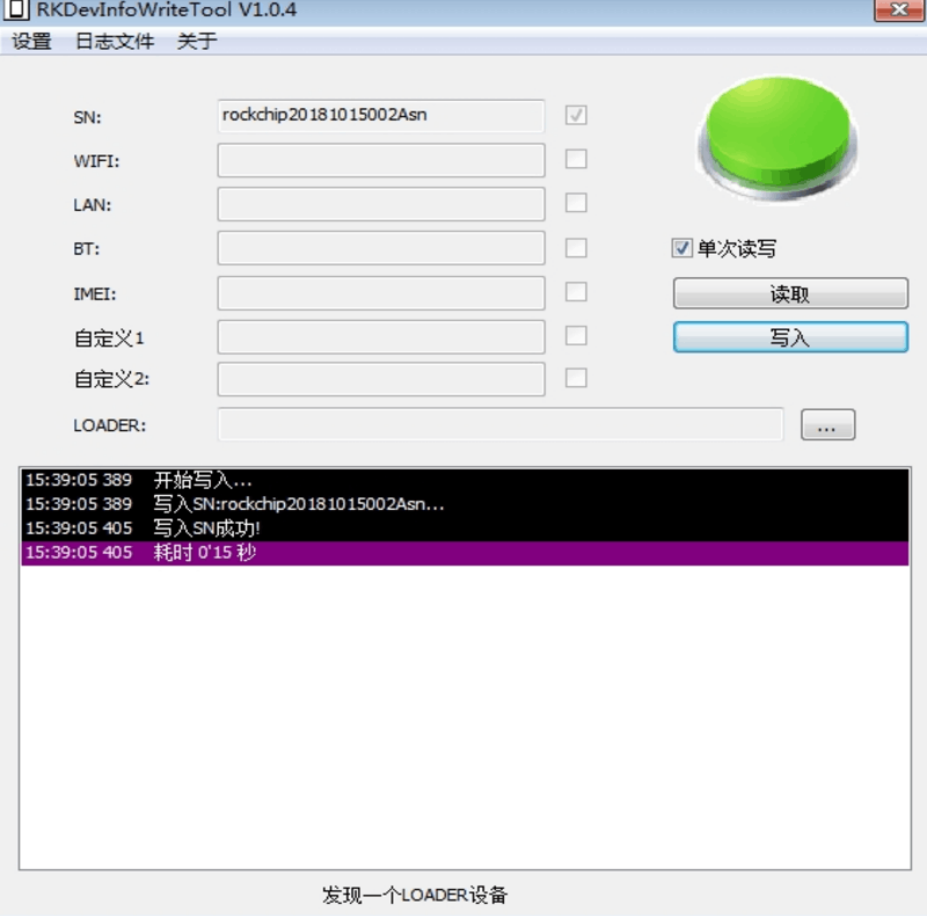 RKDevInfoWriteTool V1.0.4
设置 日志文件 关于
SN: rockchip20181015002Asn
WIFI:
LAN:
BT:
单次读写
IMEI:
读取
自定义1
写入
自定义2:
LOADER:
...
15:39:05 389 开始写入...
15:39:05 389 写入SN:rockchip20181015002Asn...
15:39:05 405 写入SN成功!
15:39:05 405 耗时 0'15 秒
发现一个LOADER设备